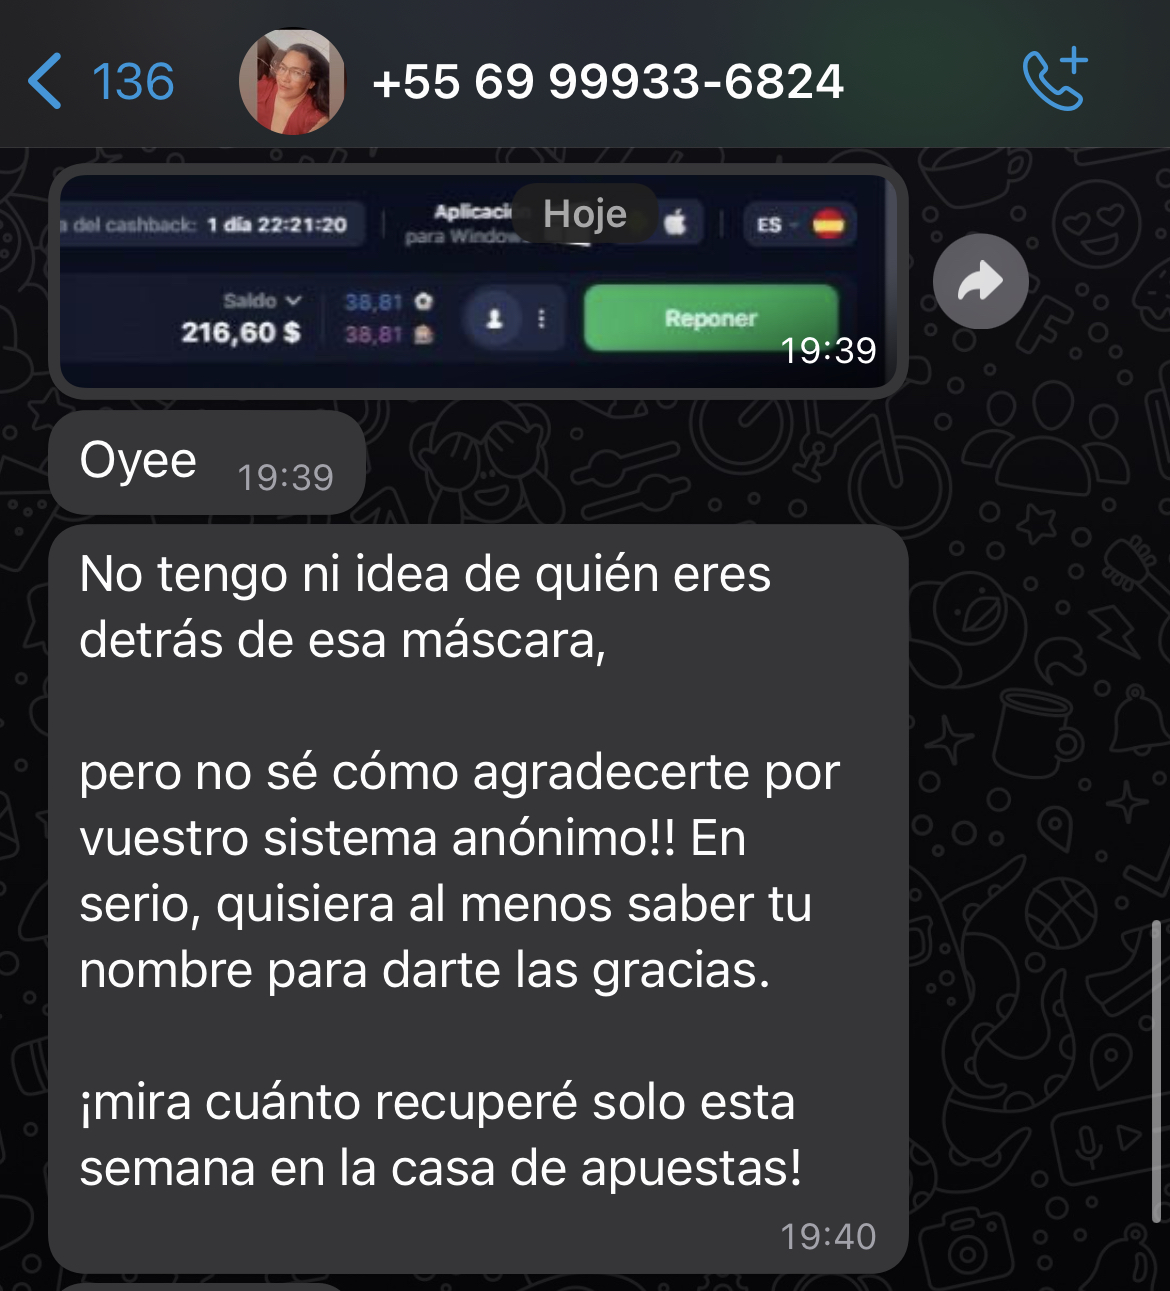 136
+55 69 99933-6824
Hoje
del cashback: 1 día 22:21:20
Aplicaci
para Window
ES
Saldo
38,81
216,60 $
38,81
Reponer
19:39
Oyee
19:39
No tengo ni idea de quién eres
detrás de esa máscara,
pero no sé cómo agradecerte por
vuestro sistema anónimo!! En
serio, quisiera al menos saber tu
nombre para darte las gracias.
¡mira cuánto recuperé solo esta
semana en la casa de apuestas!
19:40